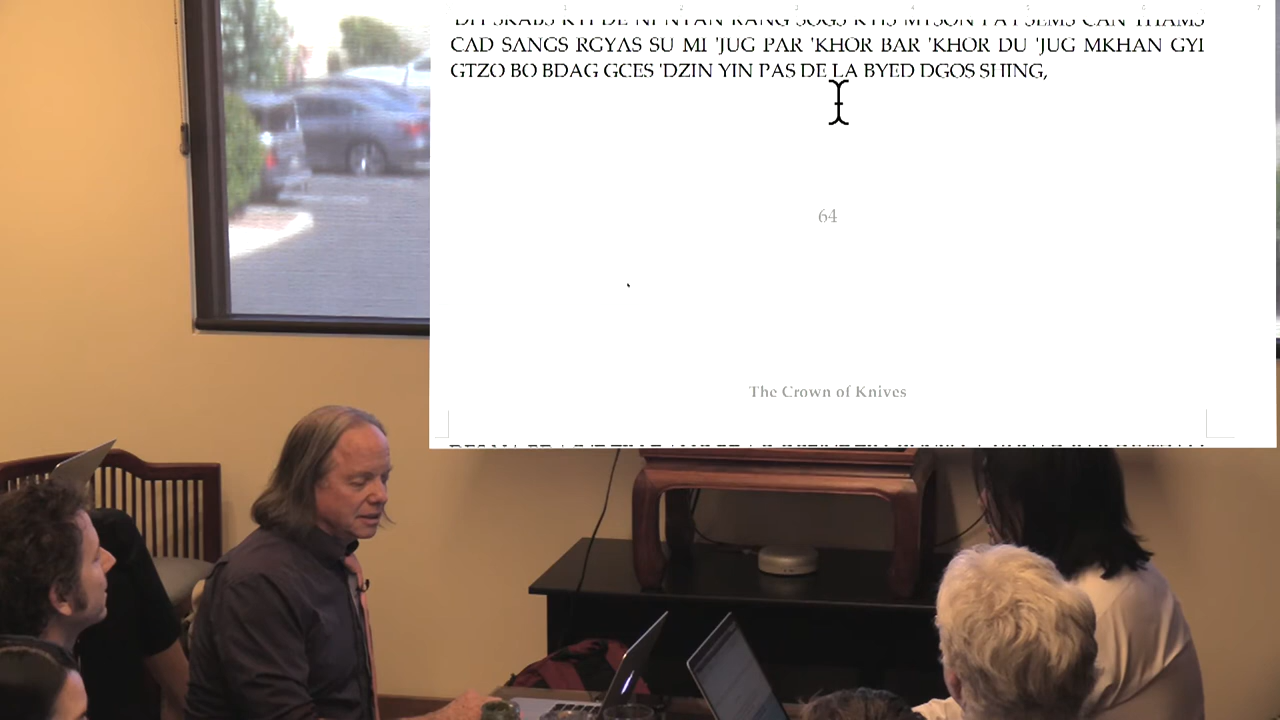 CAD SANGS RGYAS SU MI 'JUG PAR 'KHOR BAR 'KHOR DU 'JUG MKHAN GYI
GTZO BO BDAG GCES 'DZIN YIN PAS DE LA BYED DGOS SHING,
64
The Crown of Knives